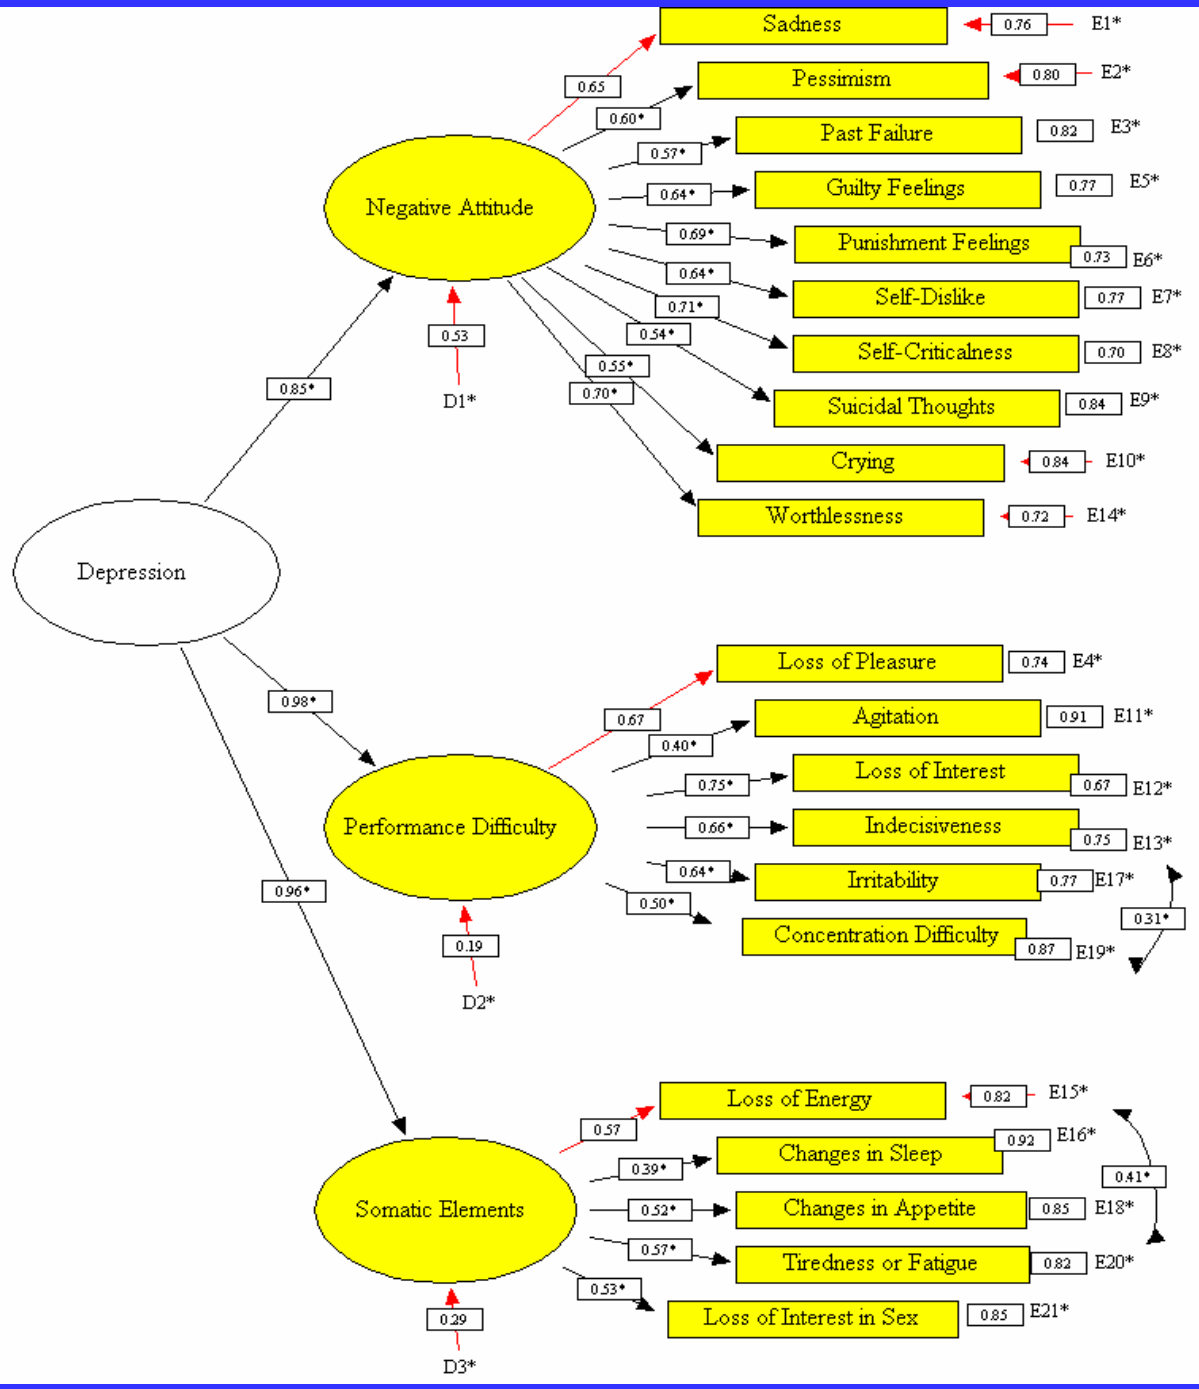 Sadness
0.76
E1*
0.65
Pessimism
0.80
E2*
0.60*
Past Failure
0.82
E3*
0.57*
Guilty Feelings
0.77
E5*
0.64*
Negative Attitude
Punishment Feelings
0.73
E6*
0.69*
Self-Dislike
0.77
E7*
0.64*
Self-Criticalness
0.70
E8*
0.71*
Suicidal Thoughts
0.84
E9*
0.54*
Crying
0.84
E10*
0.55*
Worthlessness
0.72
E14*
0.70*
0.53
D1*
0.85*
Depression
0.98*
0.96*
Loss of Pleasure
0.74
E4*
0.67
Agitation
0.91
E11*
0.40*
Loss of Interest
0.67
E12*
0.75*
Performance Difficulty
Indecisiveness
0.75
E13*
0.66*
Irritability
0.77
E17*
0.64*
Concentration Difficulty
0.87
E19*
0.50*
0.31*
0.19
D2*
Loss of Energy
0.82
E15*
0.57
Changes in Sleep
0.92
E16*
0.39*
0.41*
Somatic Elements
Changes in Appetite
0.85
E18*
0.52*
Tiredness or Fatigue
0.82
E20*
0.57*
Loss of Interest in Sex
0.85
E21*
0.53*
0.29
D3*